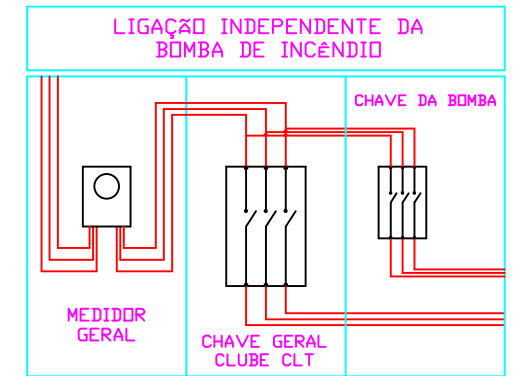 LIGAÇÃO INDEPENDENTE DA
BOMBA DE INCÊNDIO
CHAVE DA BOMBA
MEDIDOR
GERAL
CHAVE GERAL
CLUBE CLT